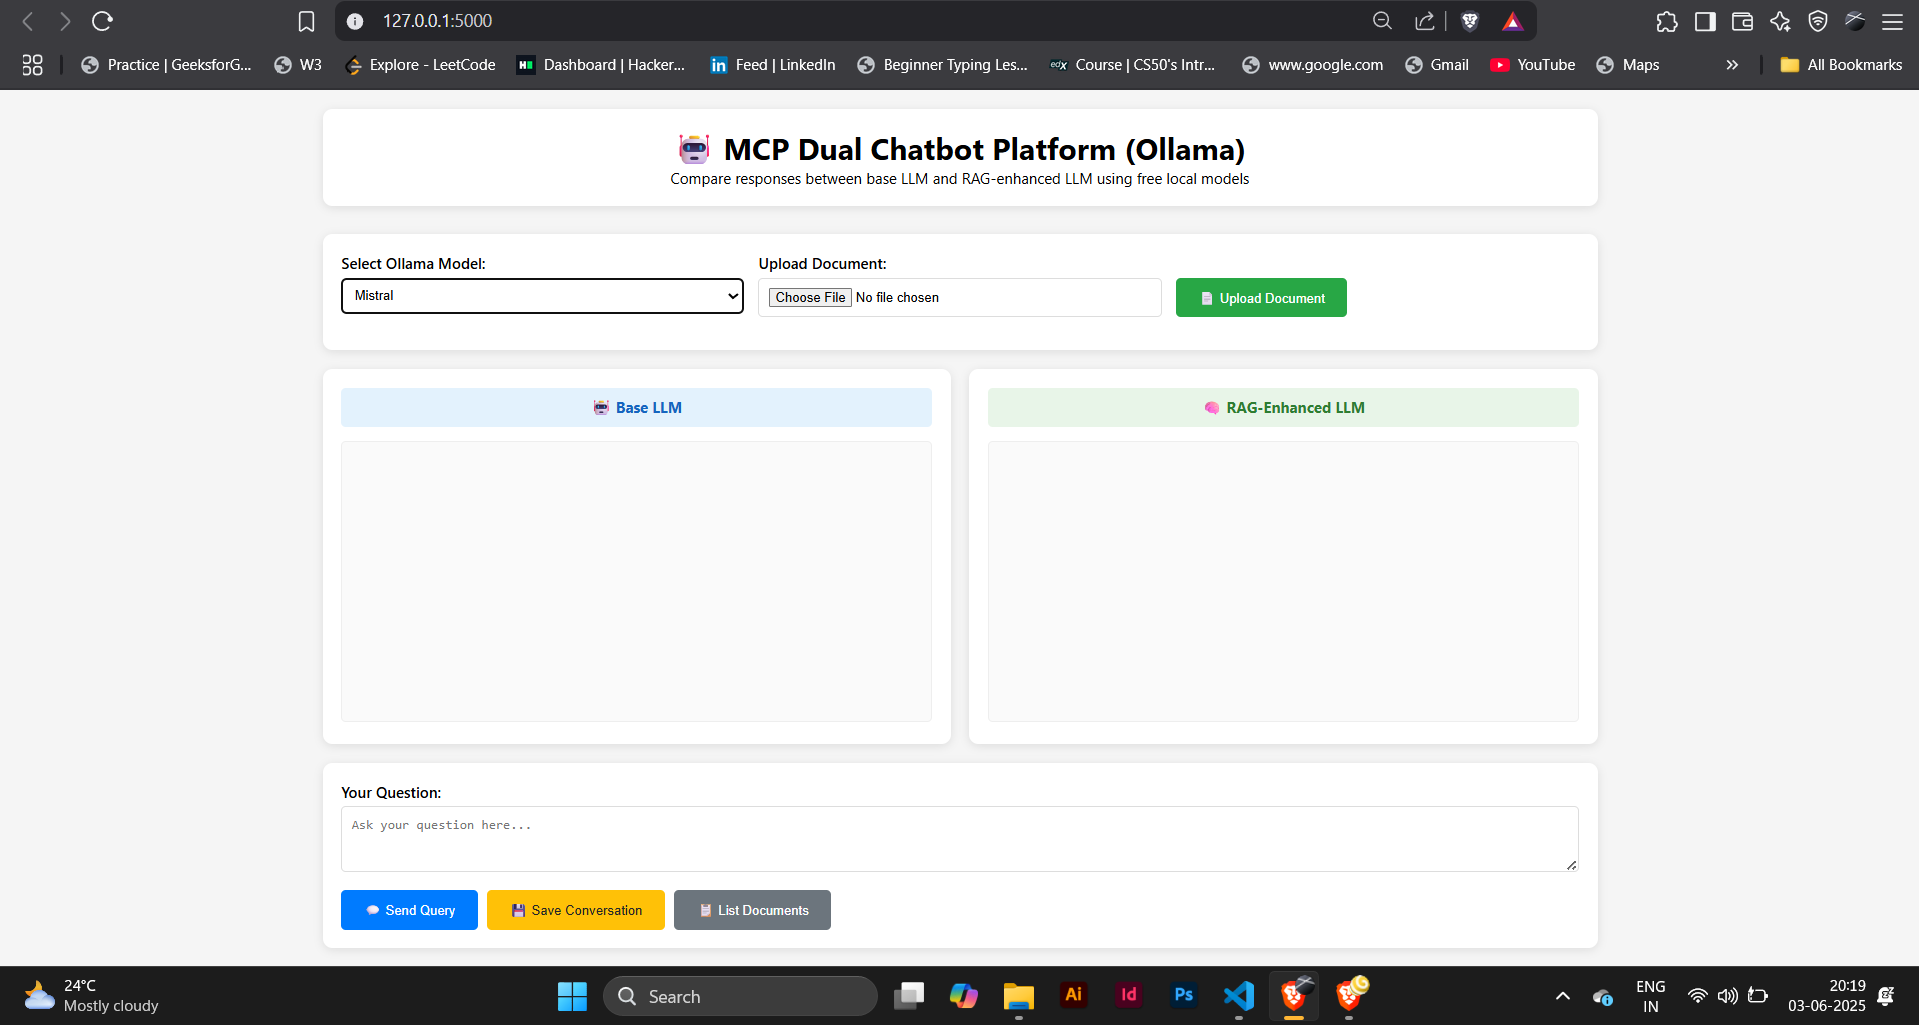 127.0.0.1:5000
Practice | GeeksforG...
W3
Explore - LeetCode
Dashboard | Hacker...
Feed | LinkedIn
Beginner Typing Les...
edX Course | CS50's Intr...
www.google.com
Gmail
YouTube
Maps
»
All Bookmarks
MCP Dual Chatbot Platform (Ollama)
Compare responses between base LLM and RAG-enhanced LLM using free local models
Select Ollama Model:
Mistral
Upload Document:
Choose File No file chosen
Upload Document
Base LLM
RAG-Enhanced LLM
Your Question:
Ask your question here...
Send Query
Save Conversation
List Documents
24°C
Mostly cloudy
Search
Ai
Id
Ps
ENG
IN
20:19
03-06-2025